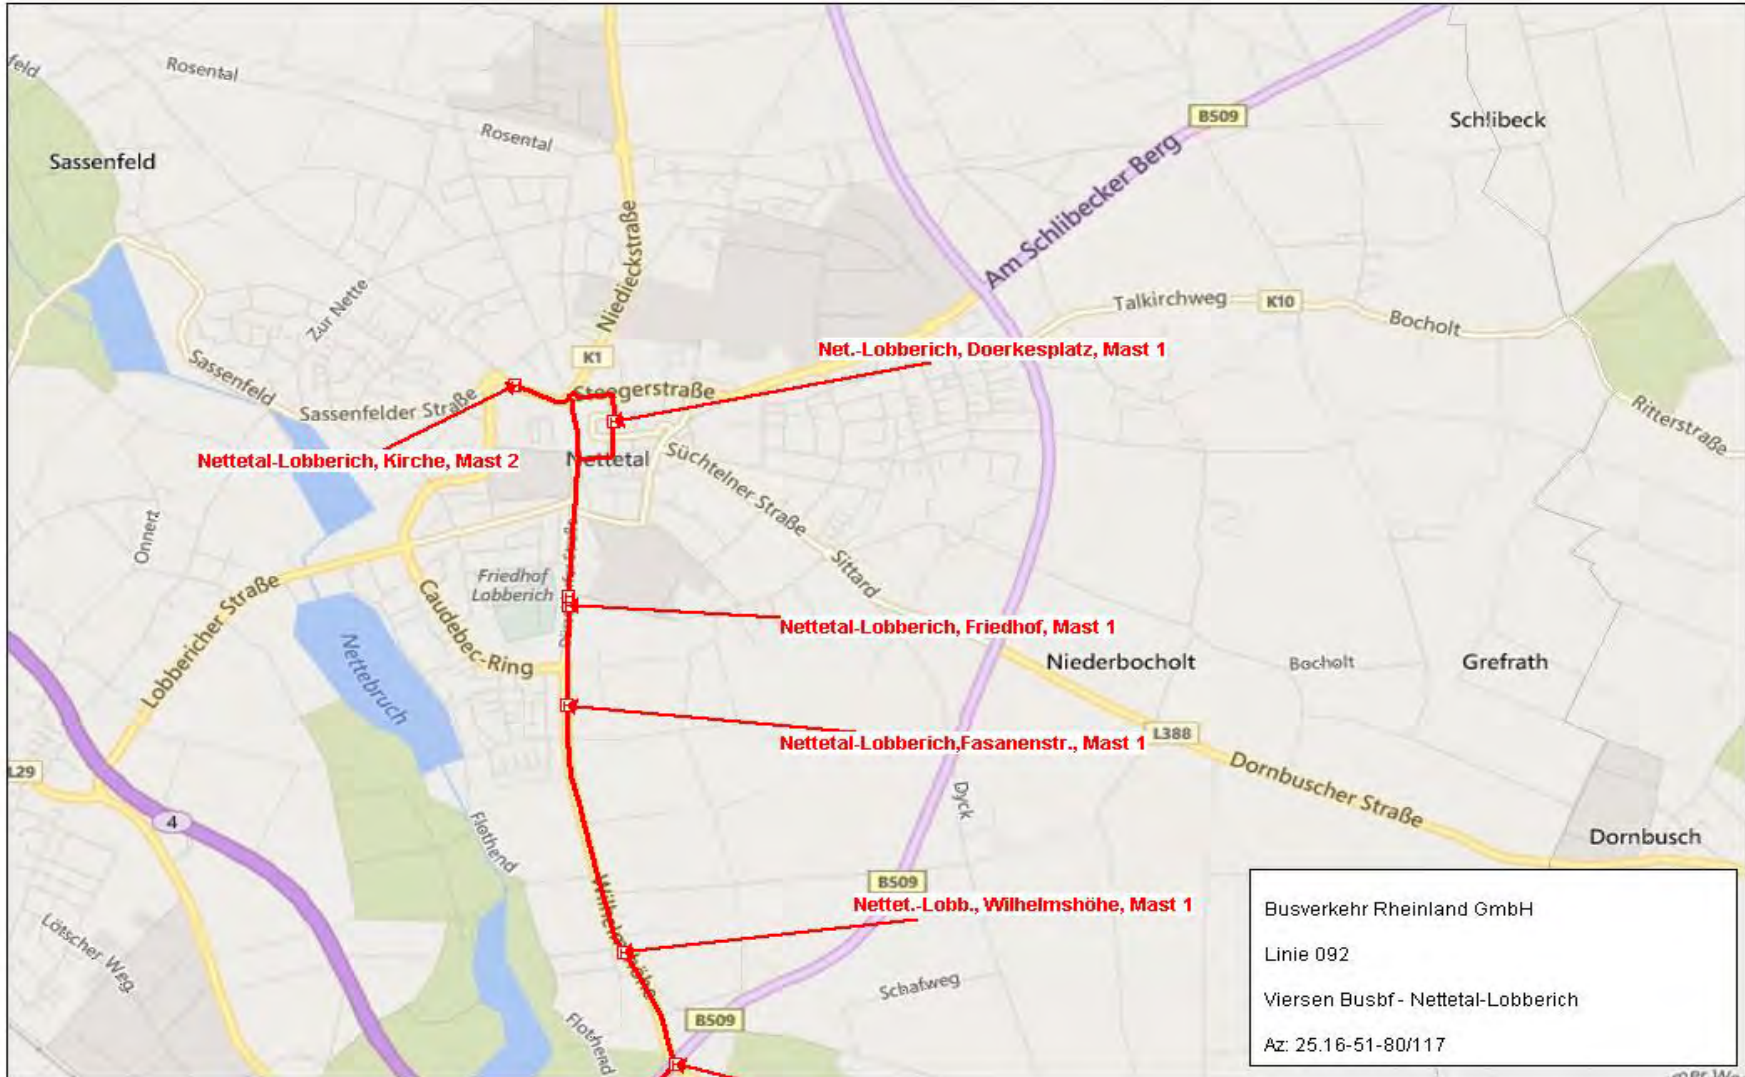 feld
Rosental
B509
Schlibeck
Rosental
Sassenfeld
Am Schlibecker Berg
Niedieckstraße
Zur Nette
Talkirchweg
K10
Bocholt
Net.-Lobberich, Doerkesplatz, Mast 1
K1
Sassenfeld
Steegerstraße
Sassenfelder Straße
Ritterstraße
Nettetal-Lobberich, Kirche, Mast 2
Nettetal
Süchtelner Straße
Onnert
Sittard
Friedhof
Lobberich
Lobbericher Straße
Caudebec-Ring
Nettetal-Lobberich, Friedhof, Mast 1
Nettebruch
Niederbocholt
Bocholt
Grefrath
Nettetal-Lobberich,Fasanenstr., Mast 1
L388
L29
Dornbuscher Straße
Dyck
4
Flothend
Dornbusch
B509
Nettet.-Lobb., Wilhelmshöhe, Mast 1
Wilhelmshöhe
Lötscher Weg
Schafweg
B509
Flothend
Busverkehr Rheinland GmbH
Linie 092
Viersen Busbf - Nettetal-Lobberich
Az: 25.16-51-80/117